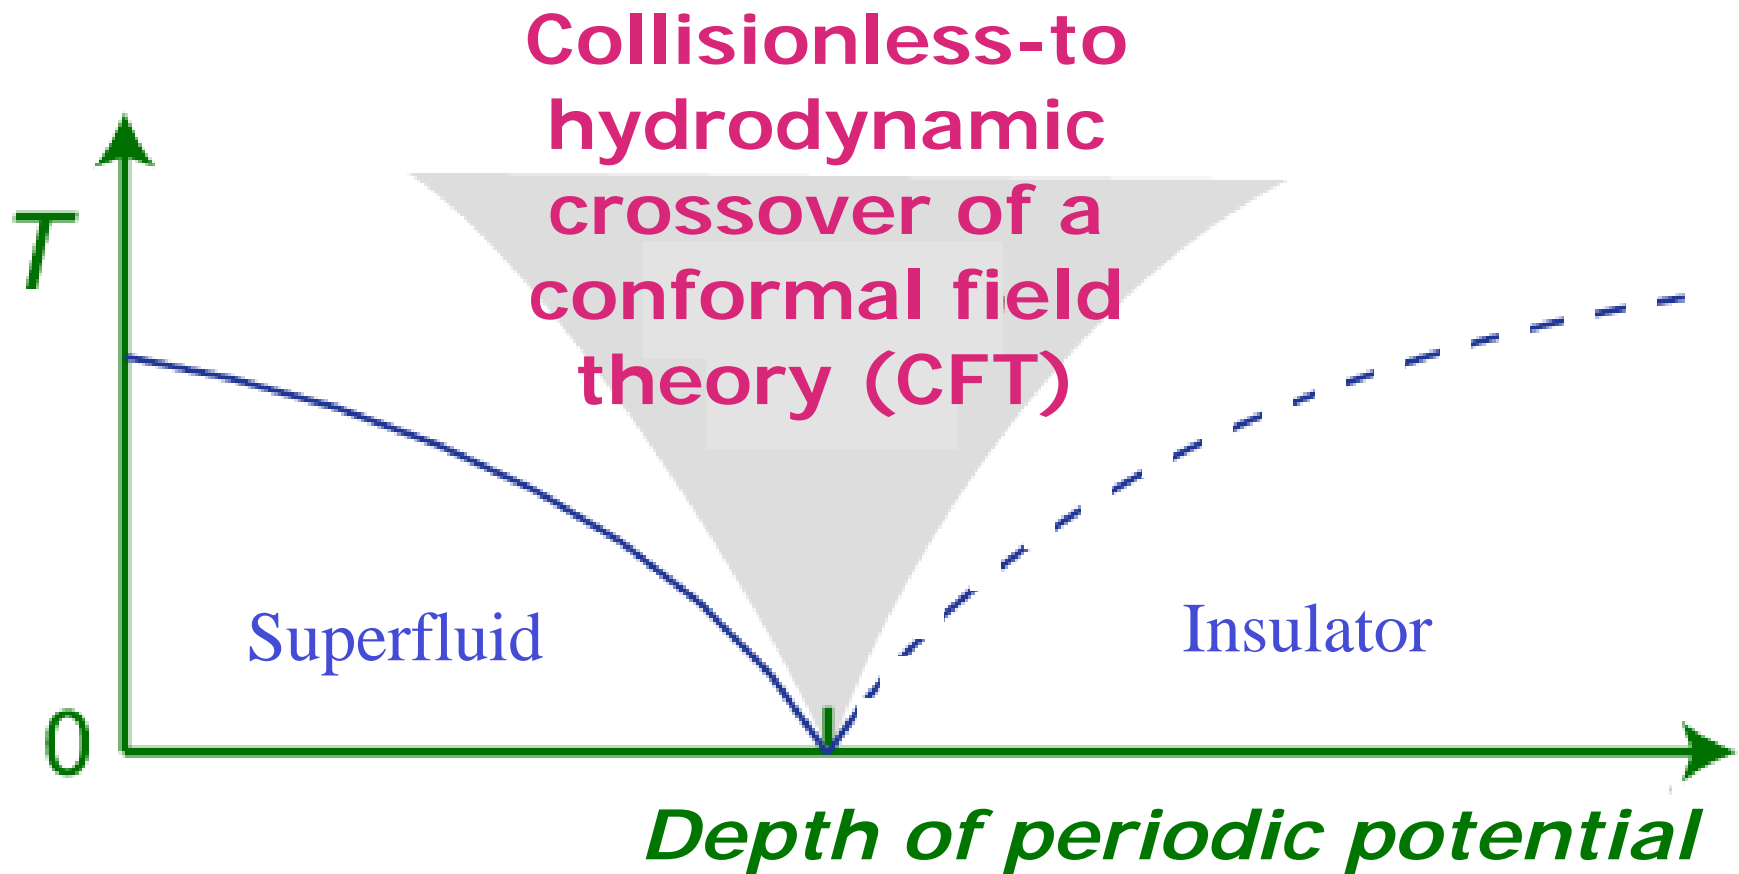 Collisionless-to
hydrodynamic
crossover of a
conformal field
theory (CFT)
T
Superfluid
Insulator
0
Depth of periodic potential